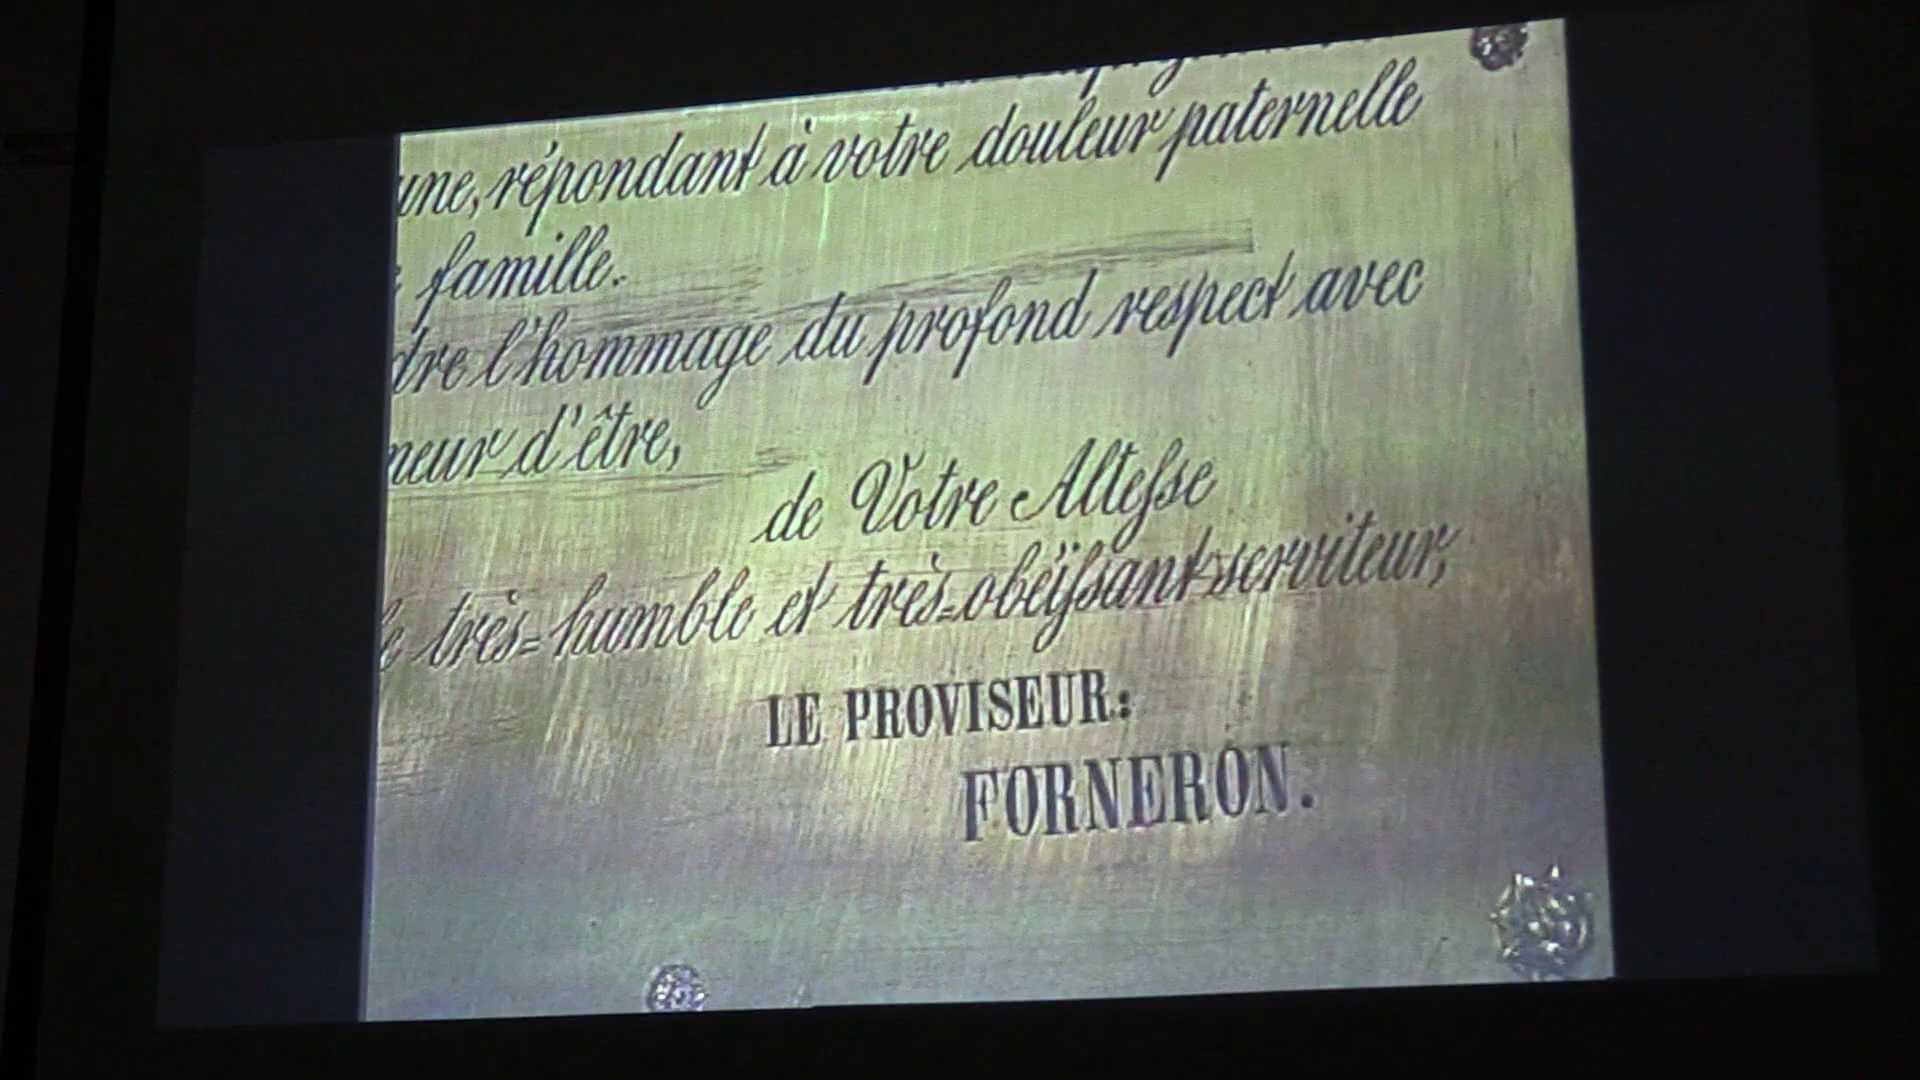 une, répondant à votre douleur paternelle
famille.
dre l'hommage du profond respect avec
neur d'être,
de Votre Altesse
très=humble et très=obéissant serviteur,
LE PROVISEUR:
FORNERON.